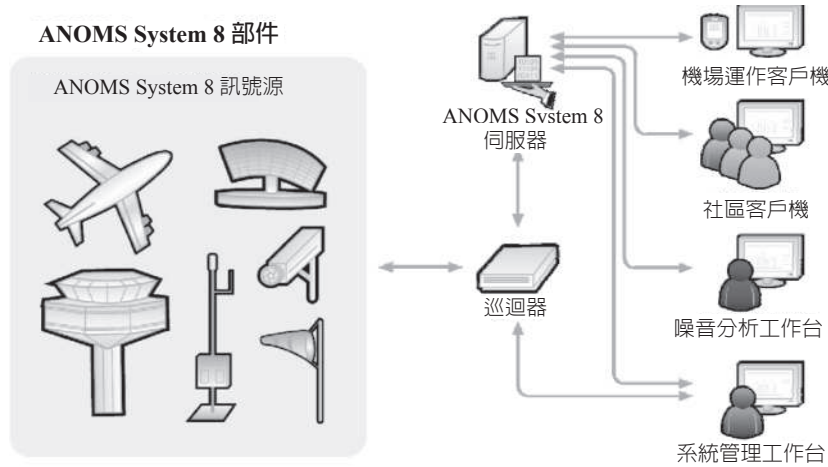 ANOMS System 8 部件
ANOMS System 8 訊號源
ANOMS System 8
伺服器
巡迴器
機場運作客戶機
社區客戶機
噪音分析工作台
系統管理工作台